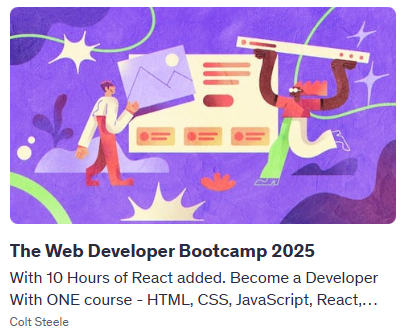 The Web Developer Bootcamp 2025
With 10 Hours of React added. Become a Developer
With ONE course - HTML, CSS, JavaScript, React,...
Colt Steele